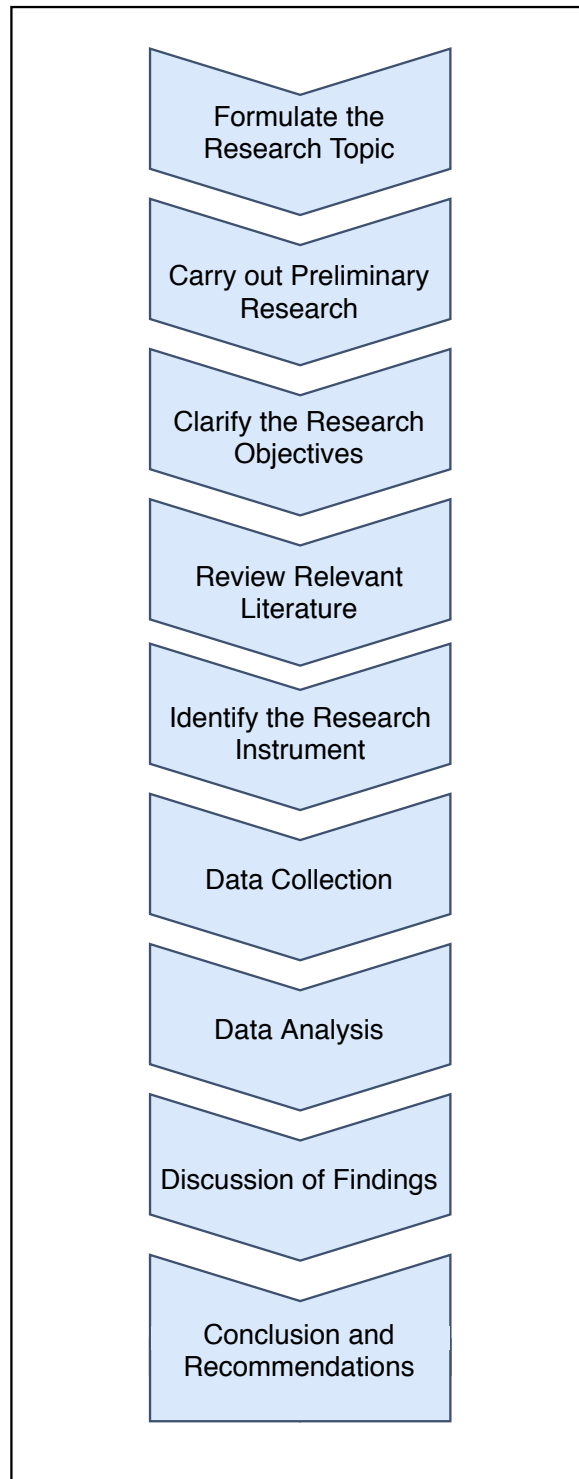 Formulate the
Research Topic
Carry out Preliminary
Research
Clarify the Research
Objectives
Review Relevant
Literature
Identify the Research
Instrument
Data Collection
Data Analysis
Discussion of Findings
Conclusion and
Recommendations